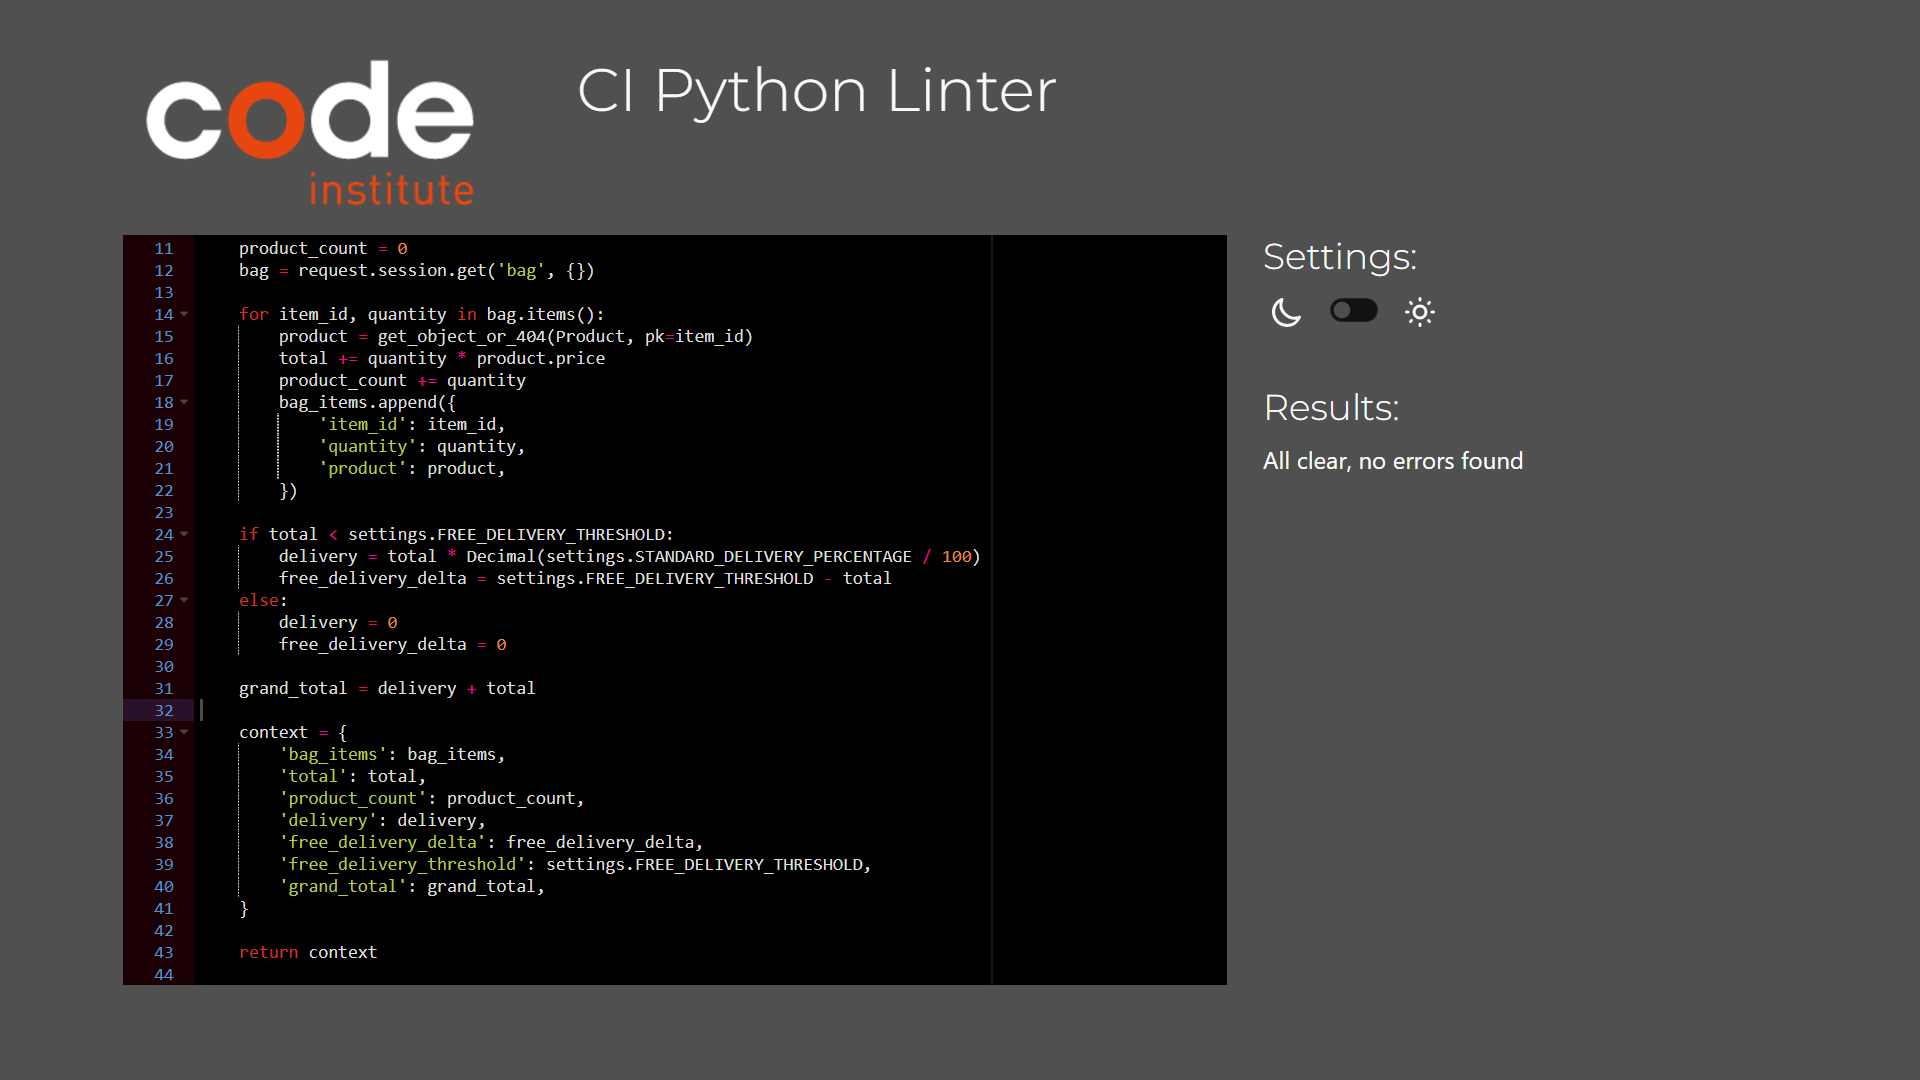 code
institute
CI Python Linter
11 product_count = 0
12 bag = request.session.get('bag', {})
13
14 for item_id, quantity in bag.items():
15 product = get_object_or_404(Product, pk=item_id)
16 total += quantity * product.price
17 product_count += quantity
18 bag_items.append({
19 'item_id': item_id,
20 'quantity': quantity,
21 'product': product,
22 })
23
24 if total < settings.FREE_DELIVERY_THRESHOLD:
25 delivery = total * Decimal(settings.STANDARD_DELIVERY_PERCENTAGE / 100)
26 free_delivery_delta = settings.FREE_DELIVERY_THRESHOLD - total
27 else:
28 delivery = 0
29 free_delivery_delta = 0
30
31 grand_total = delivery + total
32
33 context = {
34 'bag_items': bag_items,
35 'total': total,
36 'product_count': product_count,
37 'delivery': delivery,
38 'free_delivery_delta': free_delivery_delta,
39 'free_delivery_threshold': settings.FREE_DELIVERY_THRESHOLD,
40 'grand_total': grand_total,
41 }
42
43 return context
44
Settings:
Results:
All clear, no errors found